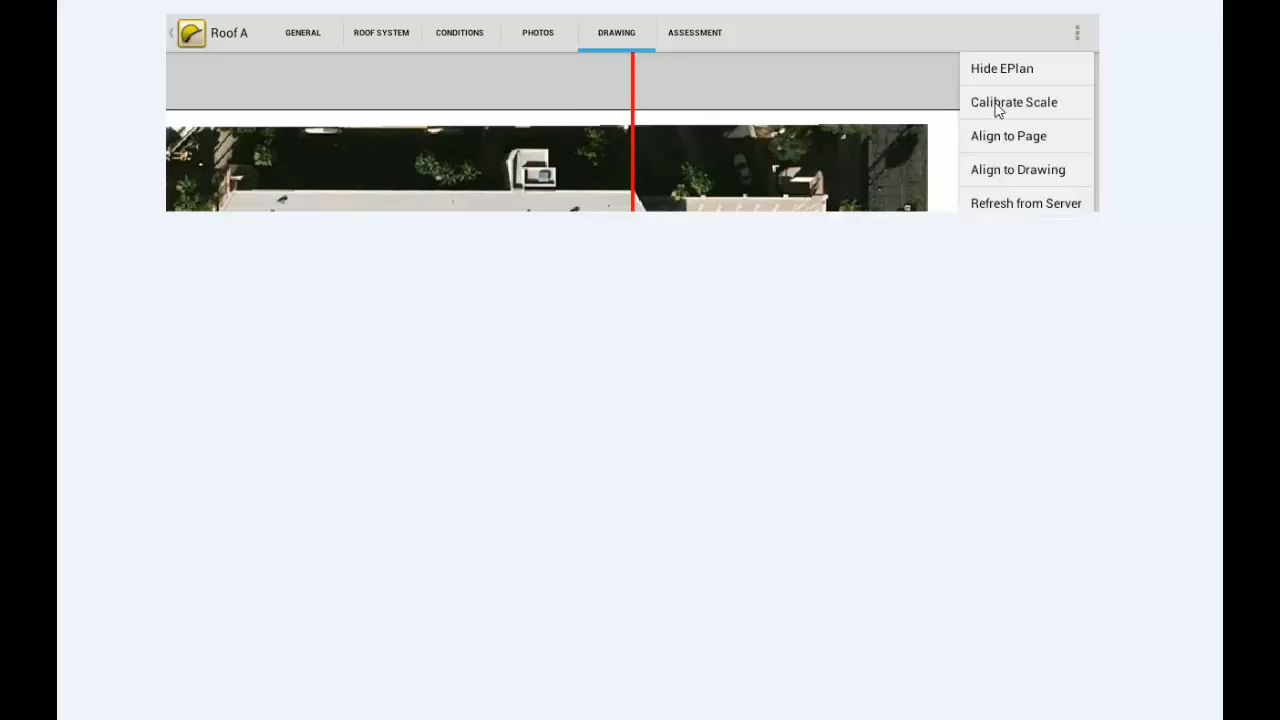 Roof A
GENERAL
ROOF SYSTEM
CONDITIONS
PHOTOS
DRAWING
ASSESSMENT
Hide EPlan
Calibrate Scale
Align to Page
Align to Drawing
Refresh from Server